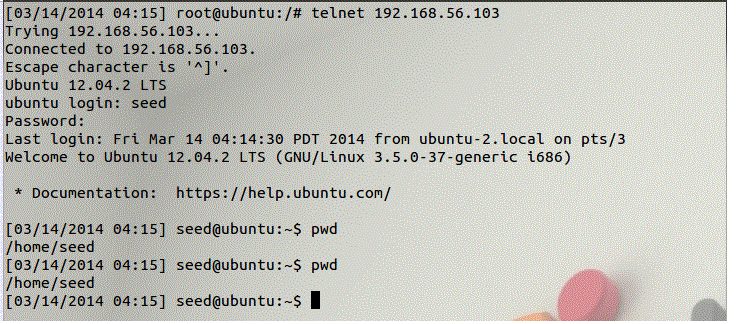 [03/14/2014 04:15] root@ubuntu:/# telnet 192.168.56.103
Trying 192.168.56.103...
Connected to 192.168.56.103.
Escape character is '^]'.
Ubuntu 12.04.2 LTS
ubuntu login: seed
Password:
Last login: Fri Mar 14 04:14:30 PDT 2014 from ubuntu-2.local on pts/3
Welcome to Ubuntu 12.04.2 LTS (GNU/Linux 3.5.0-37-generic i686)

 * Documentation:  https://help.ubuntu.com/

[03/14/2014 04:15] seed@ubuntu:~$ pwd
/home/seed
[03/14/2014 04:15] seed@ubuntu:~$ pwd
/home/seed
[03/14/2014 04:15] seed@ubuntu:~$